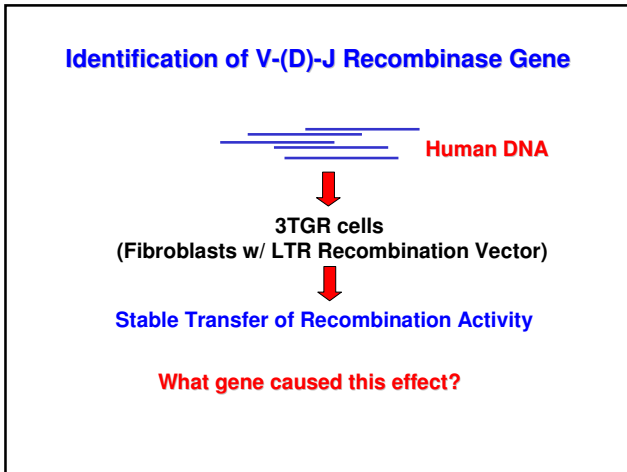 Identification of V-(D)-J Recombinase Gene
Human DNA
3TGR cells
(Fibroblasts w/ LTR Recombination Vector)
Stable Transfer of Recombination Activity
What gene caused this effect?